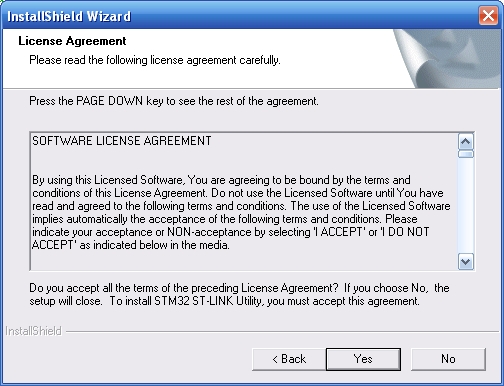 InstallShield Wizard
License Agreement
Please read the following license agreement carefully.
Press the PAGE DOWN key to see the rest of the agreement.
SOFTWARE LICENSE AGREEMENT
By using this Licensed Software, You are agreeing to be bound by the terms and
conditions of this License Agreement. Do not use the Licensed Software until You have
read and agreed to the following terms and conditions. The use of the Licensed Software
implies automatically the acceptance of the following terms and conditions. Please
indicate your acceptance or NON-acceptance by selecting 'I ACCEPT' or 'I DO NOT
ACCEPT' as indicated below in the media.
Do you accept all the terms of the preceding License Agreement? If you choose No, the
setup will close. To install STM32 ST-LINK Utility, you must accept this agreement.
InstallShield
< Back Yes No